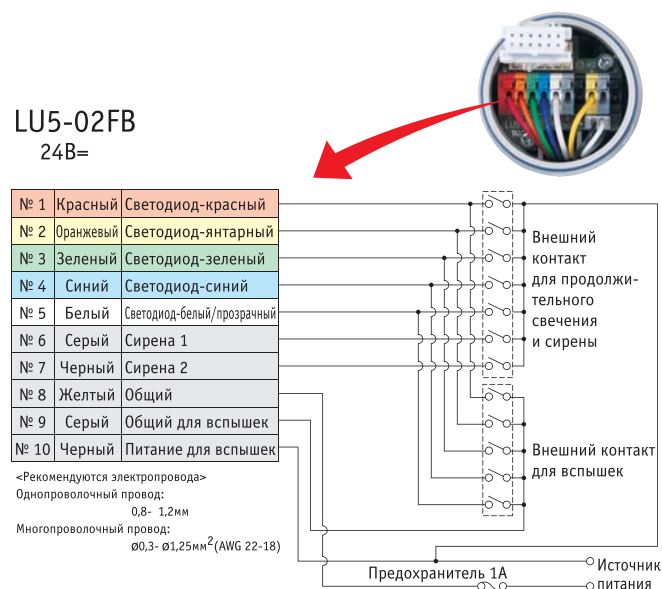 LU5-02FB
24В=
№ 1 Красный Светодиод-красный
№ 2 Оранжевый Светодиод-янтарный
№ 3 Зеленый Светодиод-зеленый
№ 4 Синий Светодиод-синий
№ 5 Белый Светодиод-белый/прозрачный
№ 6 Серый Сирена 1
№ 7 Черный Сирена 2
№ 8 Желтый Общий
№ 9 Серый Общий для вспышек
№ 10 Черный Питание для вспышек
<Рекомендуются электропровода>
Однопроволочный провод:
0,8- 1,2мм
Многопроволочный провод:
Ø0,3- Ø1,25мм²(AWG 22-18)
Внешний
контакт
для продолжи-
тельного
свечения
и сирены
Внешний контакт
для вспышек
Предохранитель 1А
Источник
питания